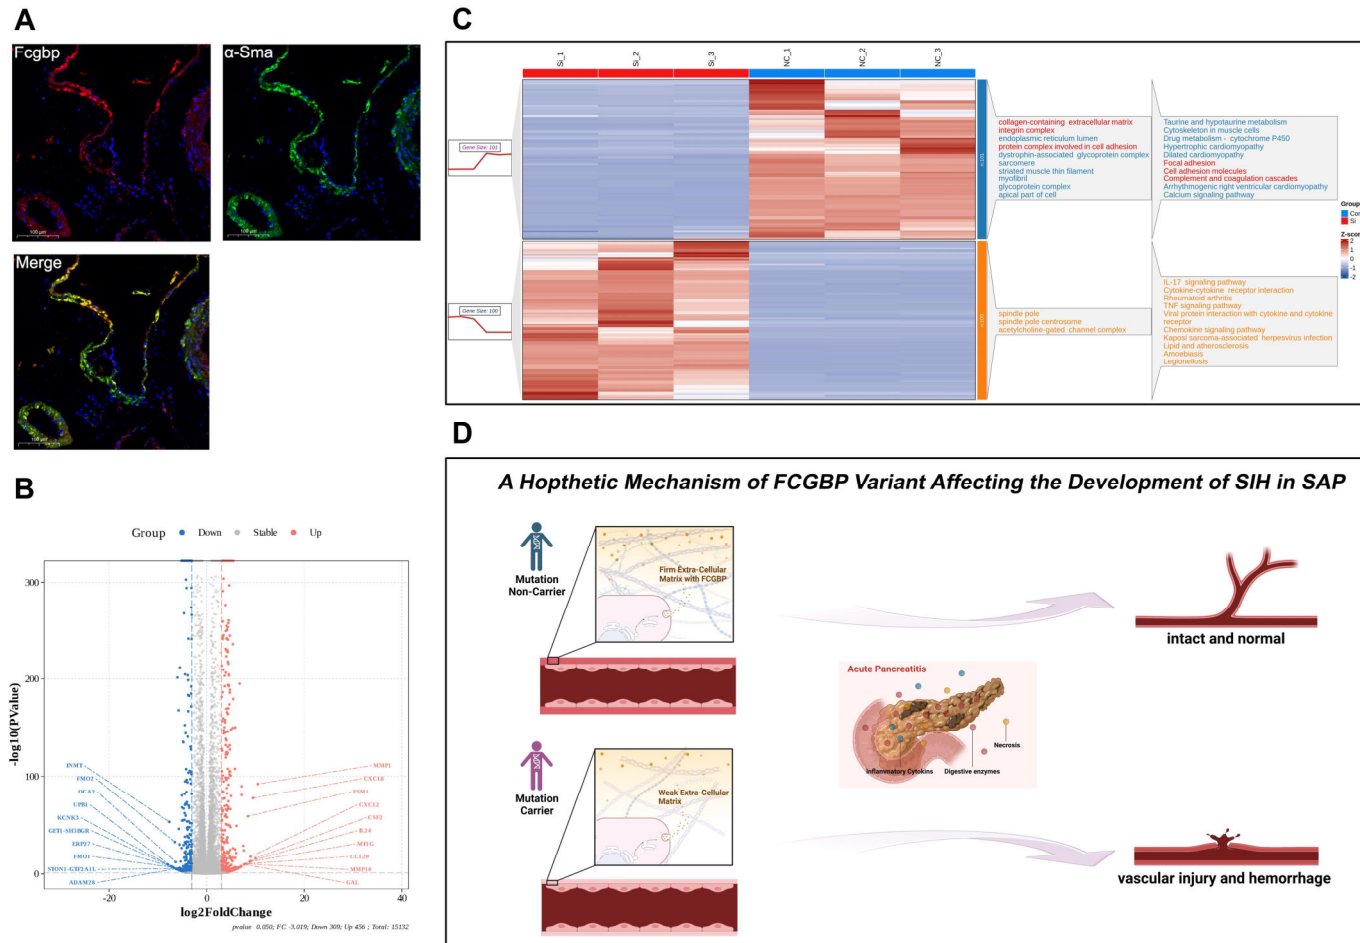 A
Fcgbp
α-Sma
100 μm
100 μm
Merge
100 μm
B
Group Down Stable Up
300
200
100
0
-log10(PValue)
INMT
FMO2
UPB1
KCNK3
GTF1-SH3BGR
ERP27
FMO1
STON1-GTF2A1L
ADAM28
MMP1
CXCL8
ESM1
CXCL2
CSF3
IL24
MT1G
CCL20
MMP10
GAL
-20
0
20
40
log2FoldChange
pvalue 0.050; FC -3.019; Down 309; Up 456 ; Total: 15132
C
Si_1
Si_2
Si_3
NC_1
NC_2
NC_3
Gene Size: 101
Gene Size: 100
collagen-containing extracellular matrix
integrin complex
endoplasmic reticulum lumen
protein complex involved in cell adhesion
dystrophin-associated glycoprotein complex
sarcomere
striated muscle thin filament
myofibril
glycoprotein complex
apical part of cell
Taurine and hypotaurine metabolism
Cytoskeleton in muscle cells
Drug metabolism - cytochrome P450
Hypertrophic cardiomyopathy
Dilated cardiomyopathy
Focal adhesion
Cell adhesion molecules
Complement and coagulation cascades
Arrhythmogenic right ventricular cardiomyopathy
Calcium signaling pathway
spindle pole
spindle pole centrosome
acetylcholine-gated channel complex
IL-17 signaling pathway
Cytokine-cytokine receptor interaction
Rheumatoid arthritis
TNF signaling pathway
Viral protein interaction with cytokine and cytokine
receptor
Chemokine signaling pathway
Kaposi sarcoma-associated herpesvirus infection
Lipid and atherosclerosis
Amoebiasis
Legionellosis
Group
Con
Si
Z-score
2
1
0
-1
-2
D
A Hopthetic Mechanism of FCGBP Variant Affecting the Development of SIH in SAP
Mutation
Non-Carrier
Firm Extra-Cellular
Matrix with FCGBP
intact and normal
Acute Pancreatitis
Necrosis
Inflammatory Cytokins
Digestive enzymes
Mutation
Carrier
Weak Extra-Cellular
Matrix
vascular injury and hemorrhage